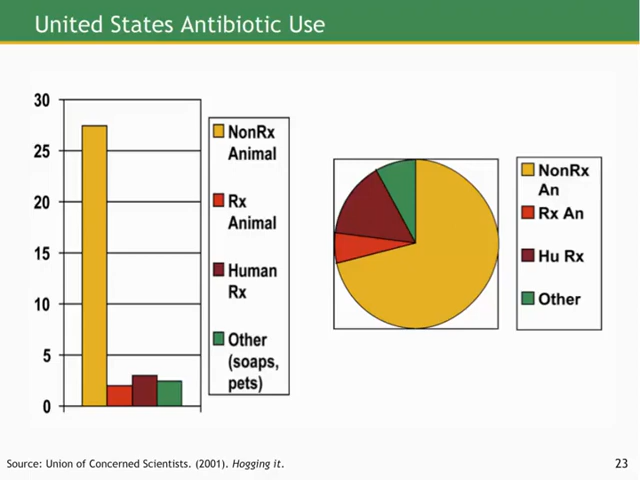 United States Antibiotic Use
30
25
20
15
10
5
0
NonRx
Animal
Rx
Animal
Human
Rx
Other
(soaps,
pets)
NonRx
An
Rx An
Hu Rx
Other
Source: Union of Concerned Scientists. (2001). Hogging it.
23